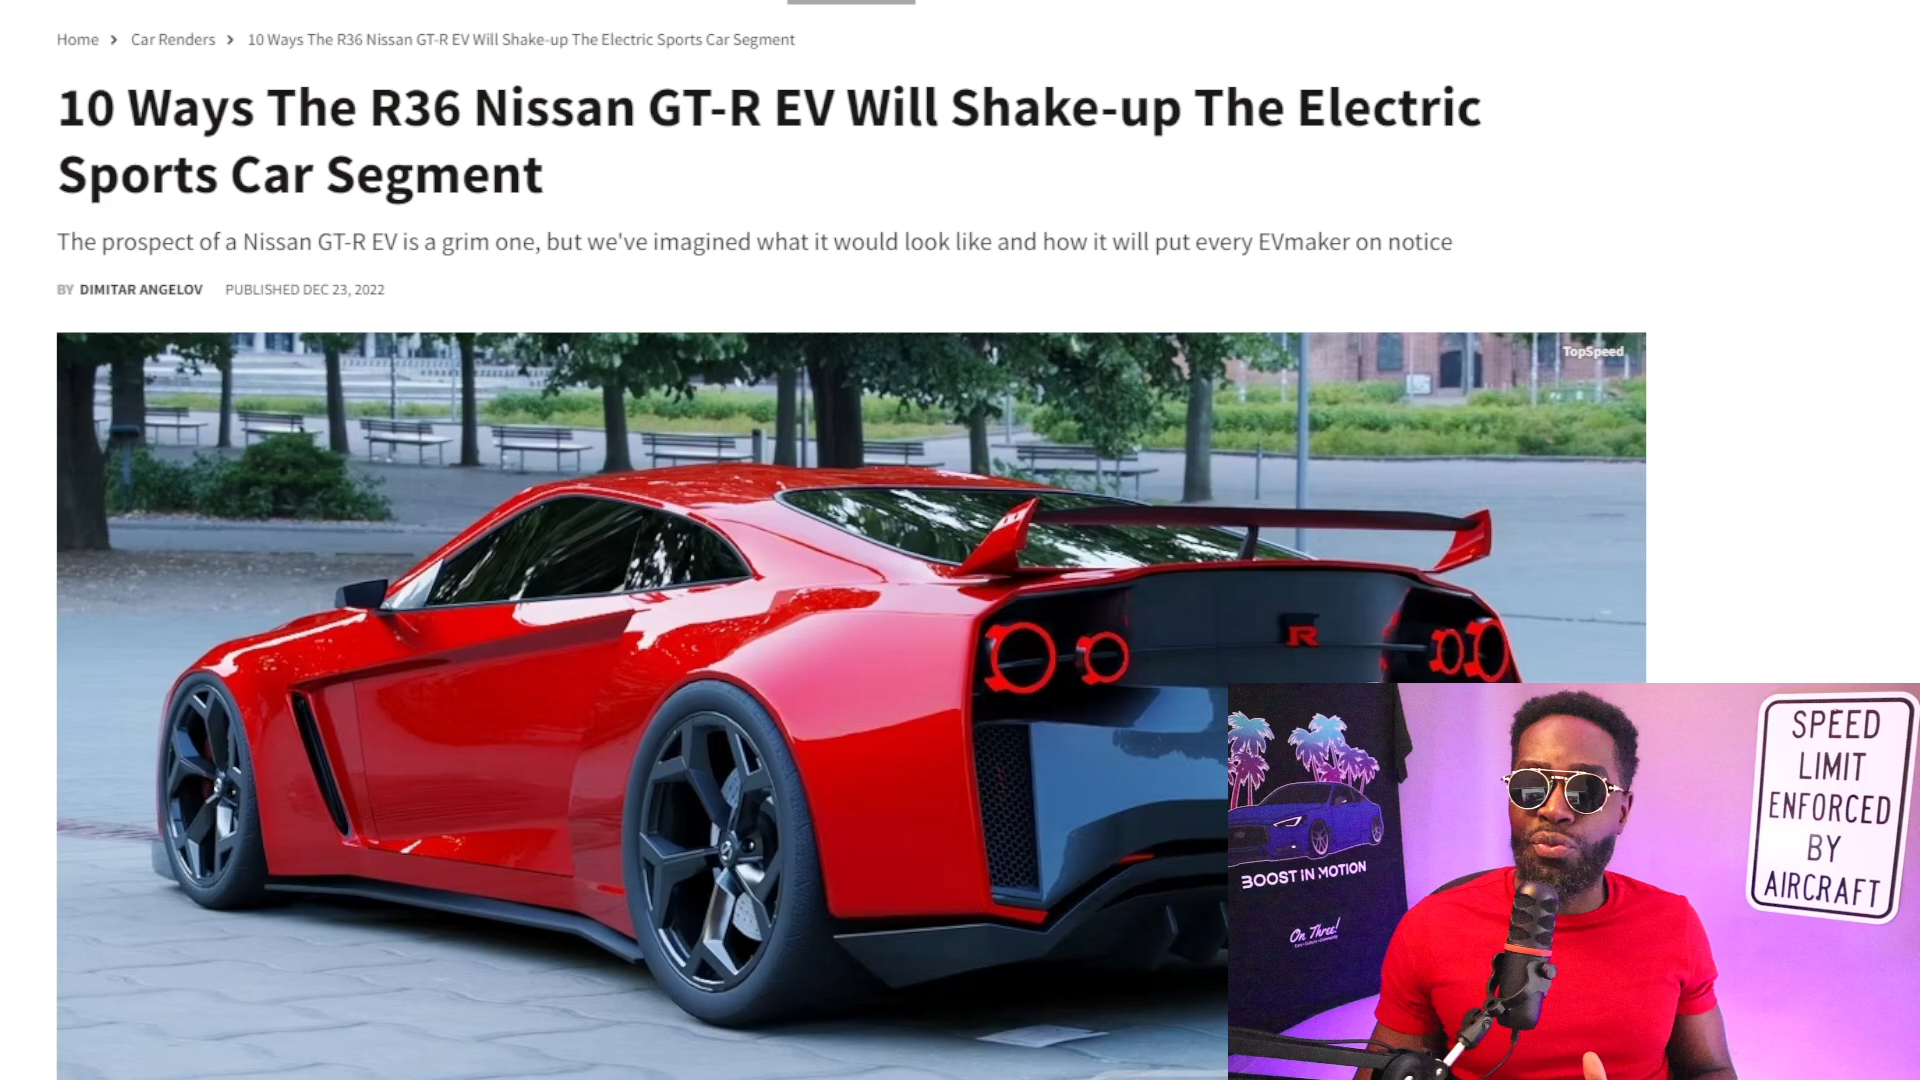 Home > Car Renders > 10 Ways The R36 Nissan GT-R EV Will Shake-up The Electric Sports Car Segment
10 Ways The R36 Nissan GT-R EV Will Shake-up The Electric
Sports Car Segment
The prospect of a Nissan GT-R EV is a grim one, but we've imagined what it would look like and how it will put every EVmaker on notice
BY DIMITAR ANGELOV PUBLISHED DEC 23, 2022
TopSpeed
R
BOOST IN MOTION
On Three!
SPEED
LIMIT
ENFORCED
BY
AIRCRAFT